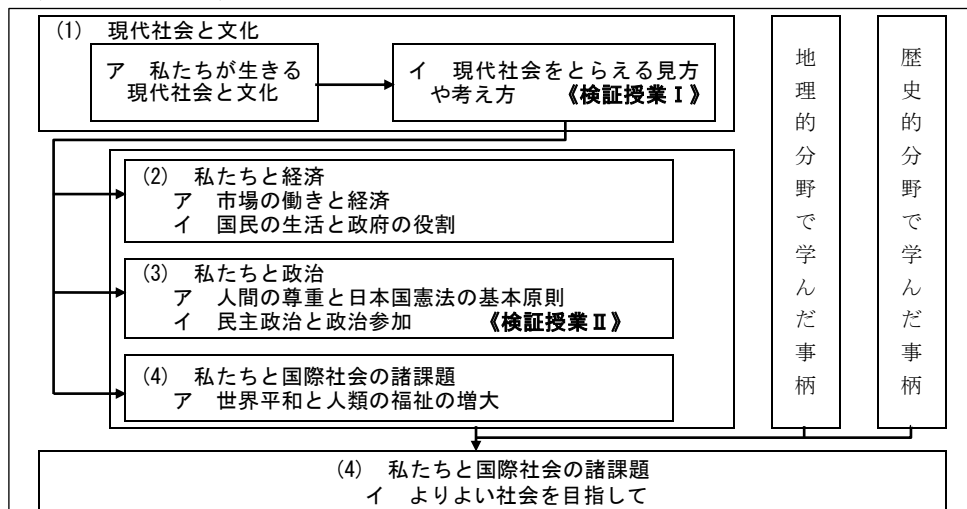 (1) 現代社会と文化
ア 私たちが生きる
現代社会と文化
イ 現代社会をとらえる見方
や考え方 《検証授業Ⅰ》
(2) 私たちと経済
ア 市場の働きと経済
イ 国民の生活と政府の役割
(3) 私たちと政治
ア 人間の尊重と日本国憲法の基本原則
イ 民主政治と政治参加 《検証授業Ⅱ》
(4) 私たちと国際社会の諸課題
ア 世界平和と人類の福祉の増大
地理的分野で学んだ事柄
歴史的分野で学んだ事柄
(4) 私たちと国際社会の諸課題
イ よりよい社会を目指して